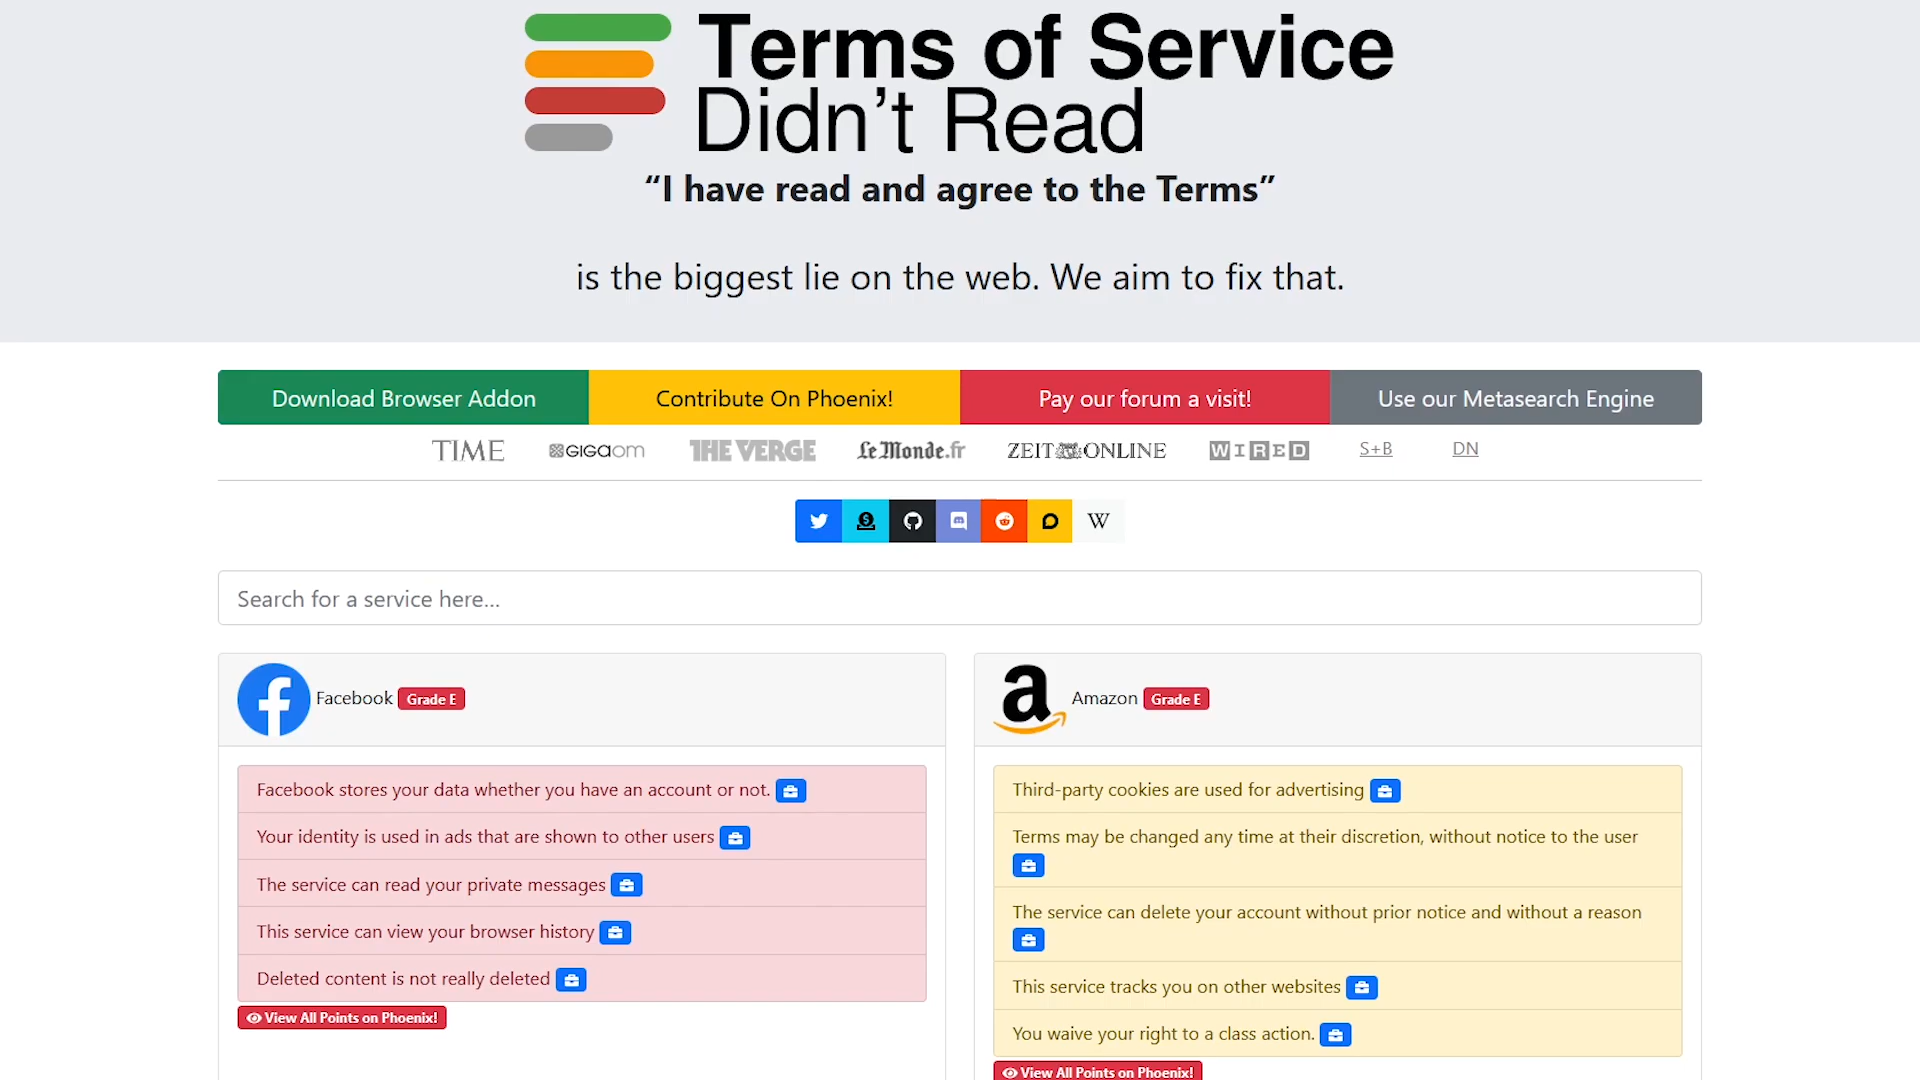 Terms of Service
Didn't Read
“I have read and agree to the Terms”
is the biggest lie on the web. We aim to fix that.
Download Browser Addon
Contribute On Phoenix!
Pay our forum a visit!
Use our Metasearch Engine
TIME
GIGAOM
THE VERGE
Le Monde.fr
ZEIT ONLINE
WIRED
S+B
DN
W
Search for a service here...
Facebook Grade E
Facebook stores your data whether you have an account or not.
Your identity is used in ads that are shown to other users
The service can read your private messages
This service can view your browser history
Deleted content is not really deleted
View All Points on Phoenix!
a
Amazon Grade E
Third-party cookies are used for advertising
Terms may be changed any time at their discretion, without notice to the user
The service can delete your account without prior notice and without a reason
This service tracks you on other websites
You waive your right to a class action.
View All Points on Phoenix!